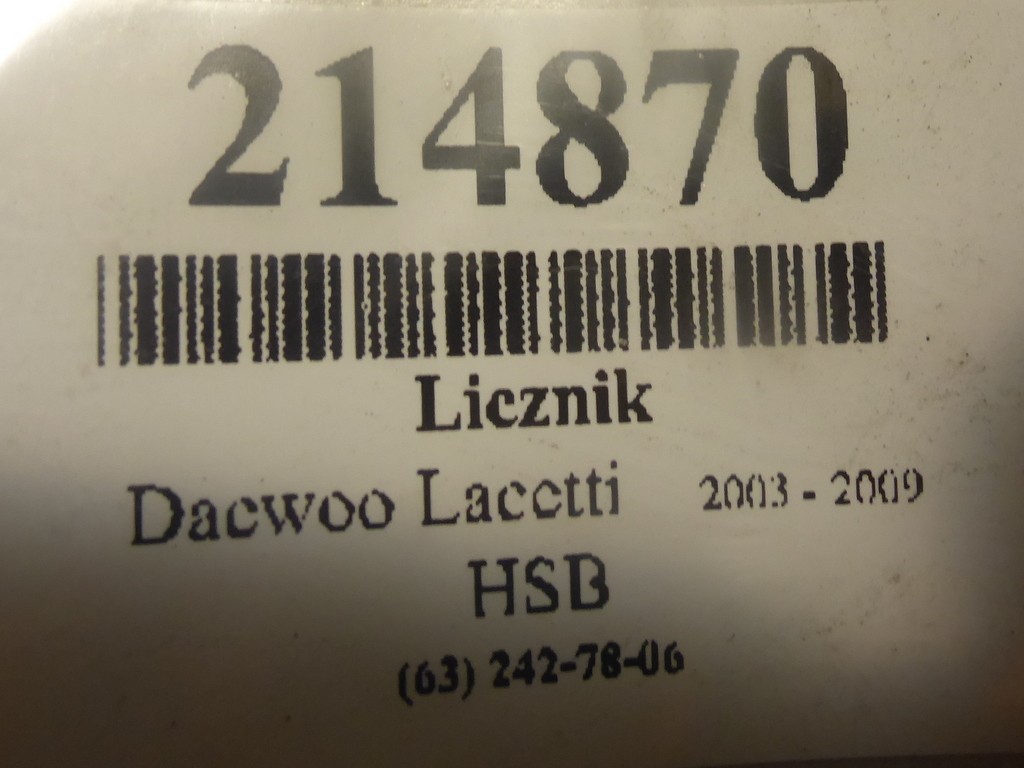 214870
Licznik
Daewoo Lacetti 2003 - 2009
HSB
(63) 242-78-06